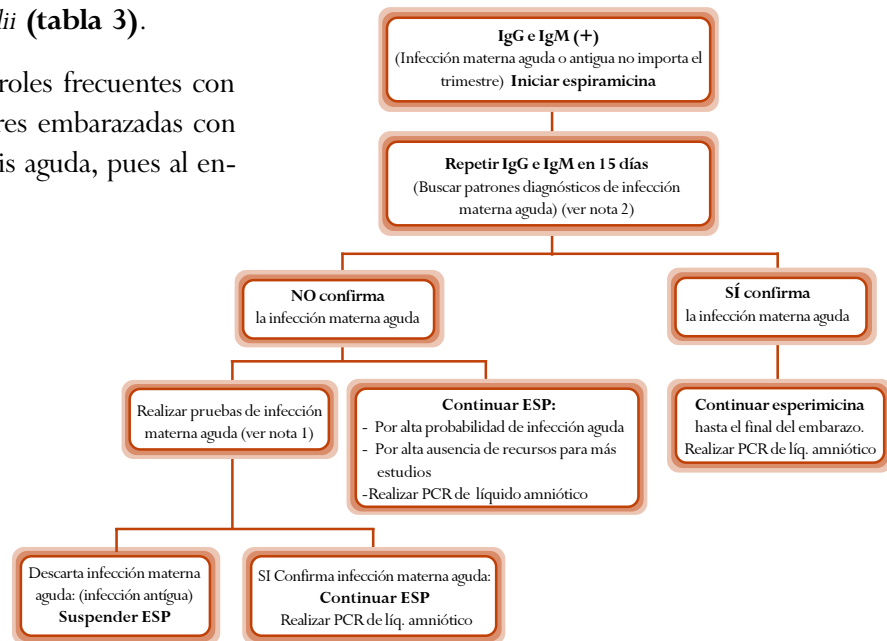 lii (tabla 3).
roles frecuentes con
res embarazadas con
is aguda, pues al en-
IgG e IgM (+)
(Infección materna aguda o antigua no importa el
trimestre) Iniciar espiramicina
Repetir IgG e IgM en 15 días
(Buscar patrones diagnósticos de infección
materna aguda) (ver nota 2)
NO confirma
la infección materna aguda
SÍ confirma
la infección materna aguda
Realizar pruebas de infección
materna aguda (ver nota 1)
Continuar ESP:
- Por alta probabilidad de infección aguda
- Por alta ausencia de recursos para más
estudios
-Realizar PCR de líquido amniótico
Continuar esperimicina
hasta el final del embarazo.
Realizar PCR de líq. amniótico
Descarta infección materna
aguda: (infección antígua)
Suspender ESP
SI Confirma infección materna aguda:
Continuar ESP
Realizar PCR de líq. amniótico